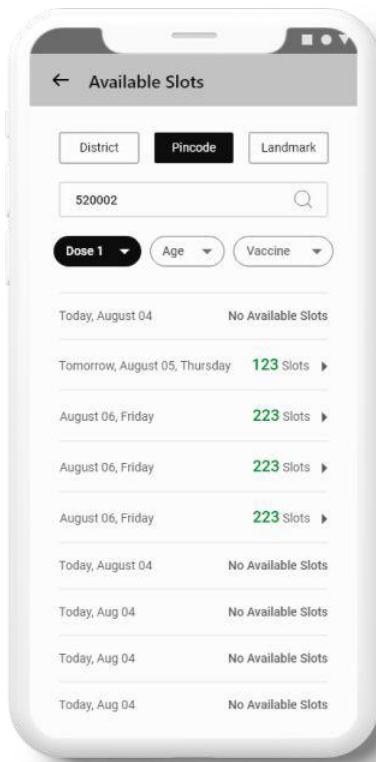 Available Slots
District Pincode Landmark
520002
Dose 1 Age Vaccine
Today, August 04 No Available Slots
Tomorrow, August 05, Thursday 123 Slots
August 06, Friday 223 Slots
August 06, Friday 223 Slots
August 06, Friday 223 Slots
Today, August 04 No Available Slots
Today, Aug 04 No Available Slots
Today, Aug 04 No Available Slots
Today, Aug 04 No Available Slots